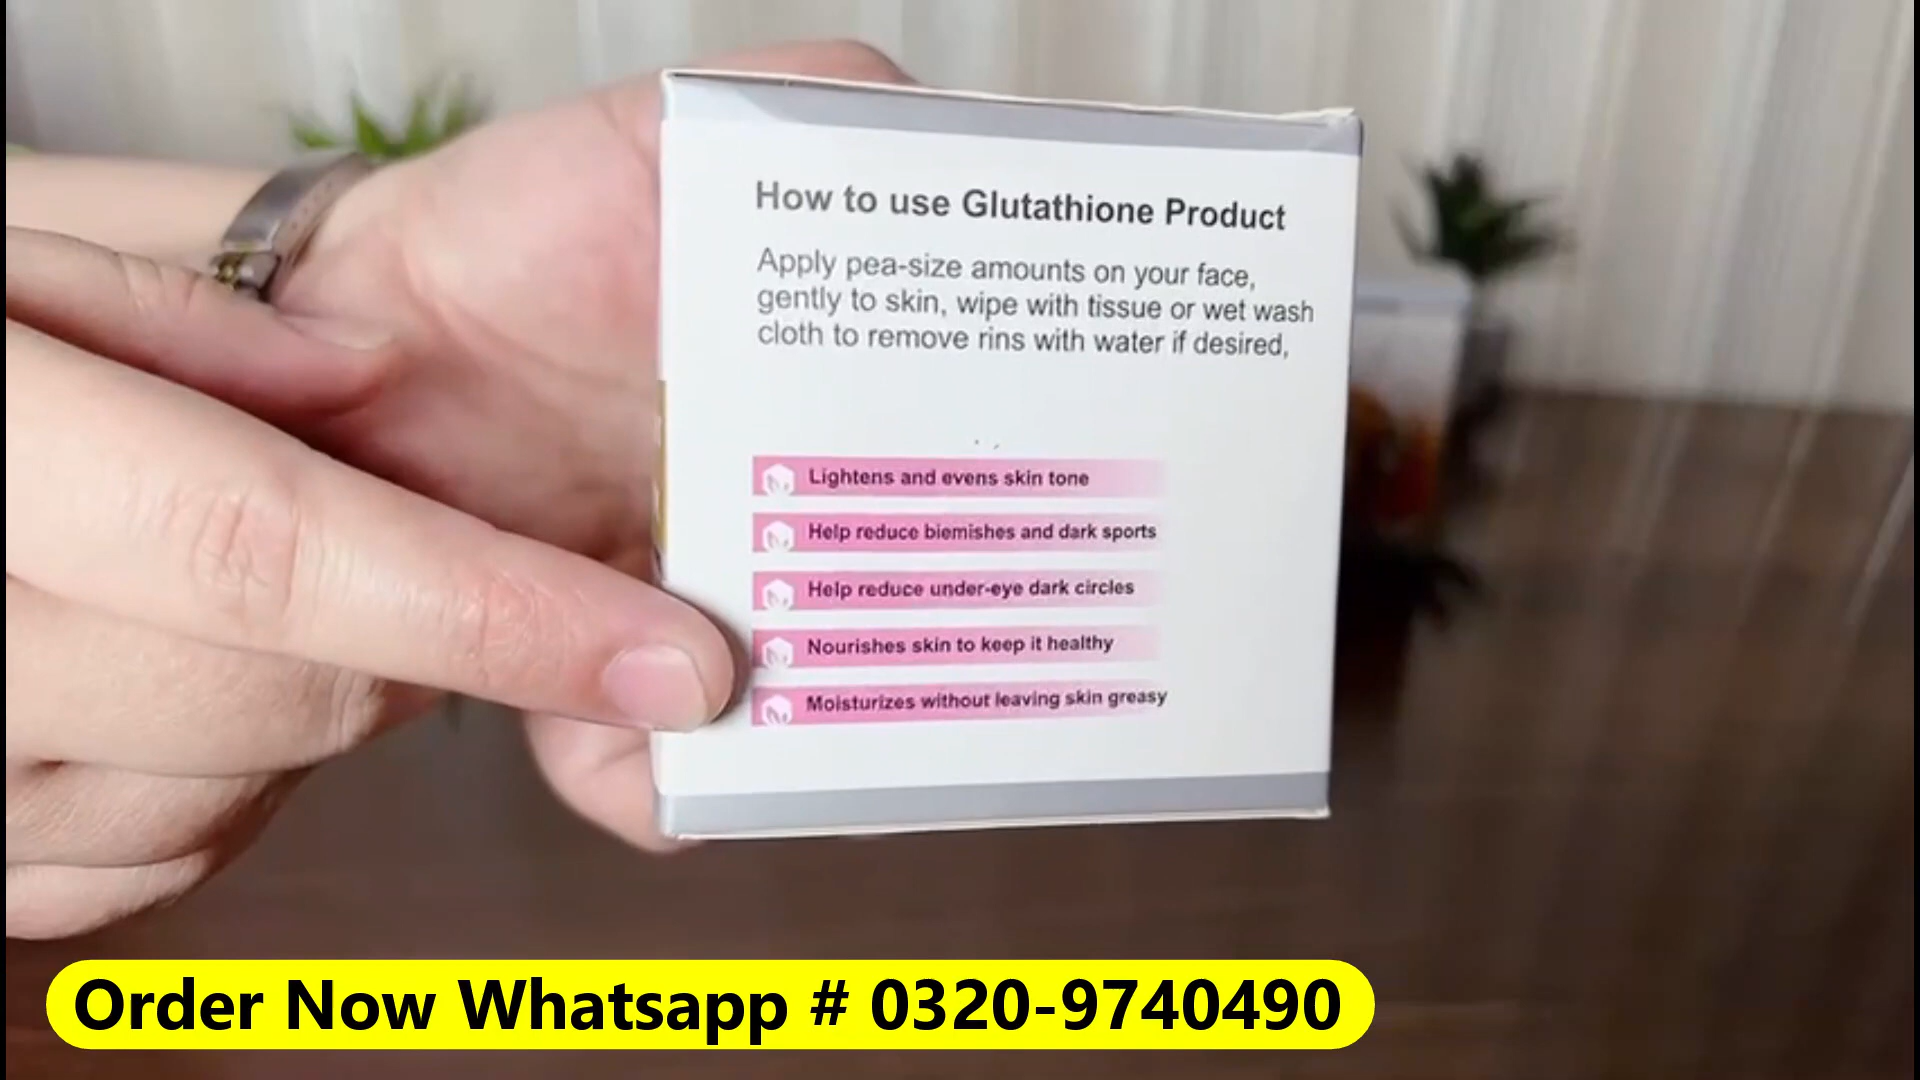 How to use Glutathione Product
Apply pea-size amounts on your face,
gently to skin, wipe with tissue or wet wash
cloth to remove rins with water if desired,
Lightens and evens skin tone
Help reduce biemishes and dark sports
Help reduce under-eye dark circles
Nourishes skin to keep it healthy
Moisturizes without leaving skin greasy
Order Now Whatsapp # 0320-9740490